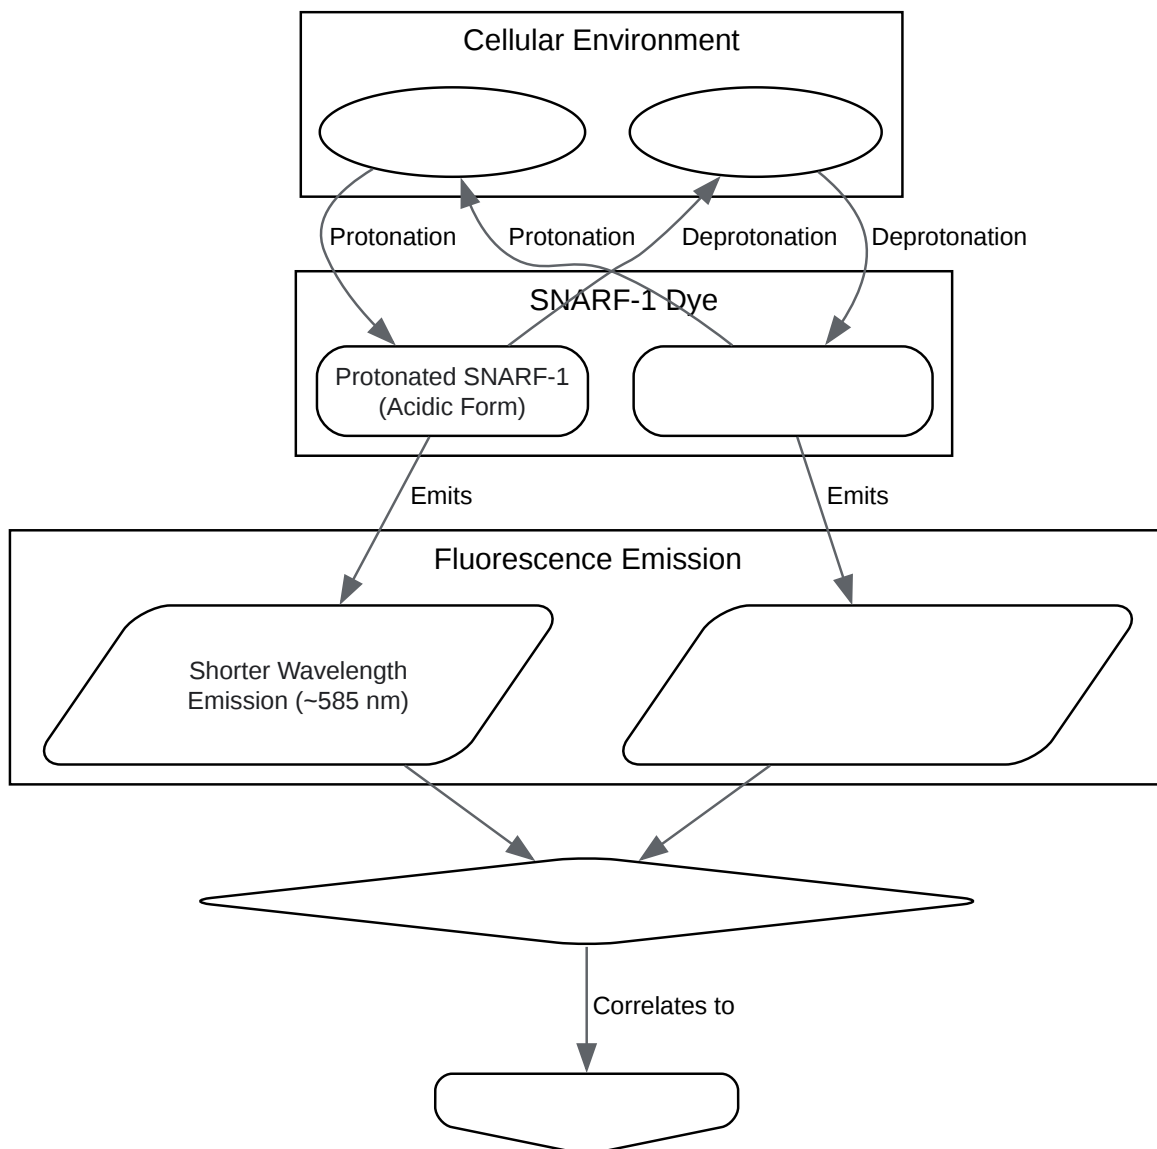 Cellular Environment
Protonation
Protonation
Deprotonation
Deprotonation
SNARF-1 Dye
Protonated SNARF-1
(Acidic Form)
Emits
Emits
Fluorescence Emission
Shorter Wavelength
Emission (~585 nm)
Correlates to